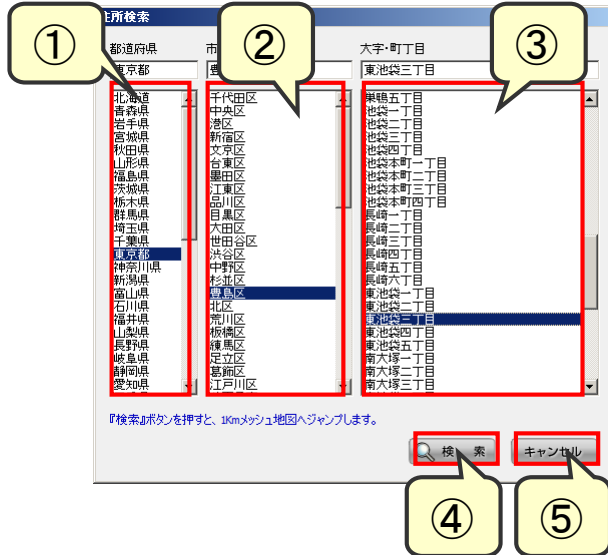 住所検索
①
②
③
都道府県
市
大字・町丁目
東京都
豊
東池袋三丁目
北海道
青森県
岩手県
宮城県
秋田県
山形県
福島県
茨城県
栃木県
群馬県
埼玉県
千葉県
東京都
神奈川県
新潟県
富山県
石川県
福井県
山梨県
長野県
岐阜県
静岡県
愛知県
千代田区
中央区
港区
新宿区
文京区
台東区
墨田区
江東区
品川区
目黒区
大田区
世田谷区
渋谷区
中野区
杉並区
豊島区
北区
荒川区
板橋区
練馬区
足立区
葛飾区
江戸川区
巣鴨五丁目
池袋一丁目
池袋二丁目
池袋三丁目
池袋四丁目
池袋本町一丁目
池袋本町二丁目
池袋本町三丁目
池袋本町四丁目
長崎一丁目
長崎二丁目
長崎三丁目
長崎四丁目
長崎五丁目
長崎六丁目
東池袋一丁目
東池袋二丁目
東池袋三丁目
東池袋四丁目
東池袋五丁目
南大塚一丁目
南大塚二丁目
南大塚三丁目
『検索』ボタンを押すと、1Kmメッシュ地図へジャンプします。
検 索
キャンセル
④
⑤